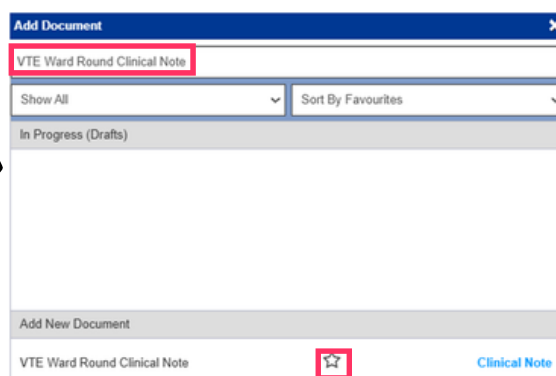 Add Document
VTE Ward Round Clinical Note
Show All Sort By Favourites
In Progress (Drafts)
Add New Document
VTE Ward Round Clinical Note Clinical Note